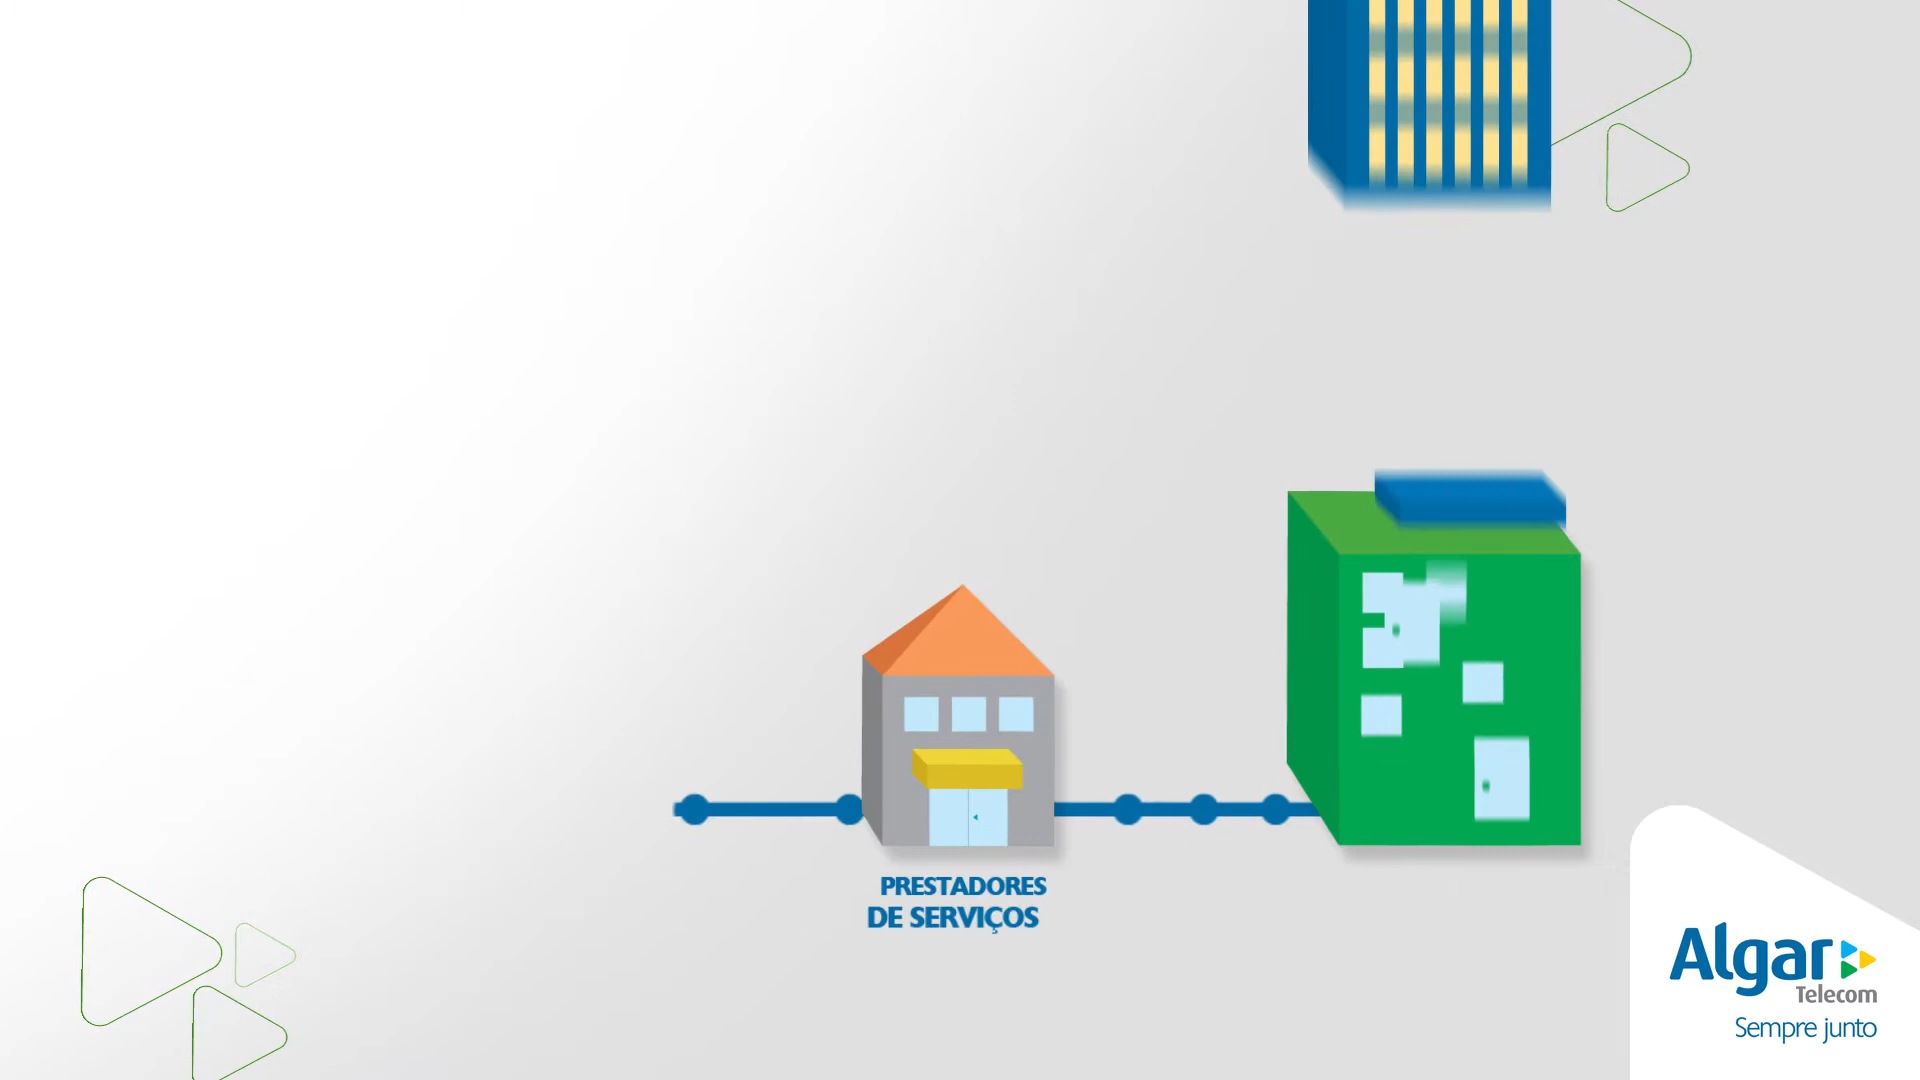 PRESTADORES
DE SERVIÇOS
Algar
Telecom
Sempre junto